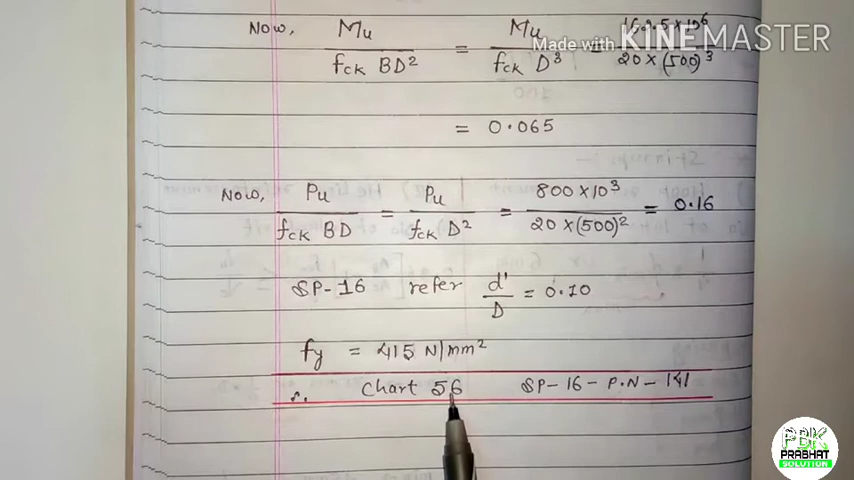 Now, Mu / fck BD² = Mu / fck D³ = 162.5×10⁶ / 20×(500)³
Made with KINEMASTER
= 0.065
Now, Pu / fck BD = Pu / fck D² = 800×10³ / 20×(500)² = 0.16
SP-16 refer d' / D = 0.10
fy = 415 N/mm²
∴ Chart 56 SP-16-P.N-141
PBK
PRABHAT
SOLUTION